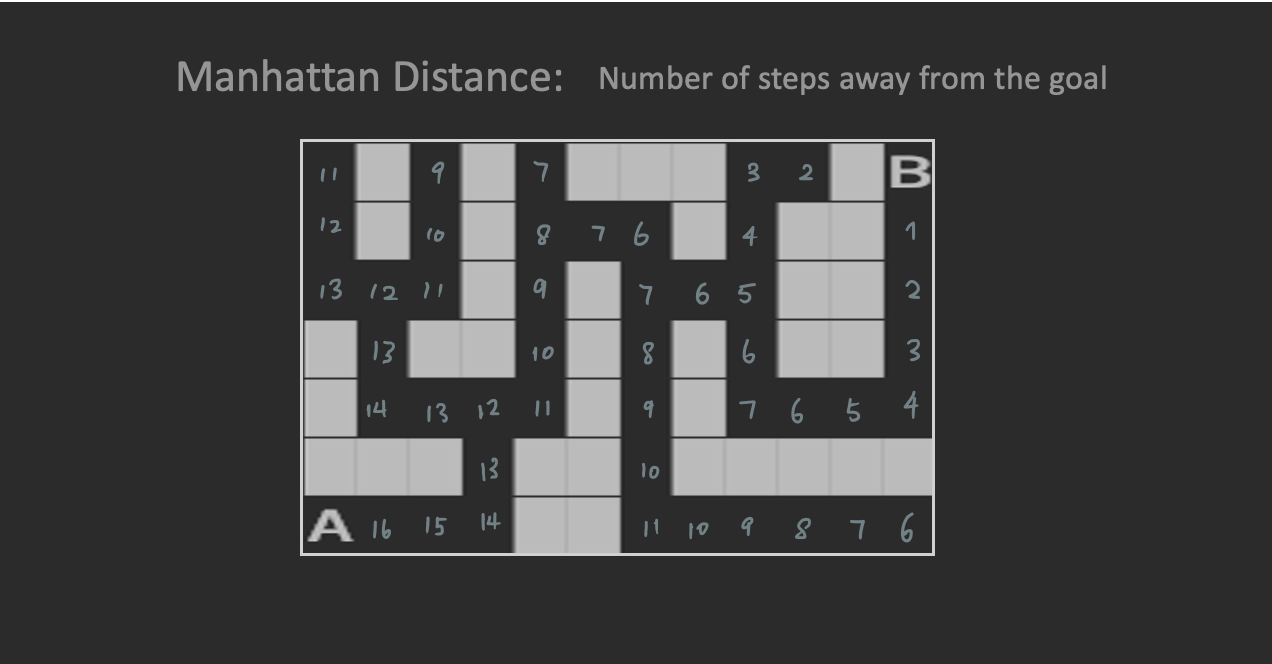 Manhattan Distance: Number of steps away from the goal
11 9 7 3 2 B
12 10 8 7 6 4 1
13 12 11 9 7 6 5 2
13 10 8 6 3
14 13 12 11 9 7 6 5 4
13 10
A 16 15 14 11 10 9 8 7 6